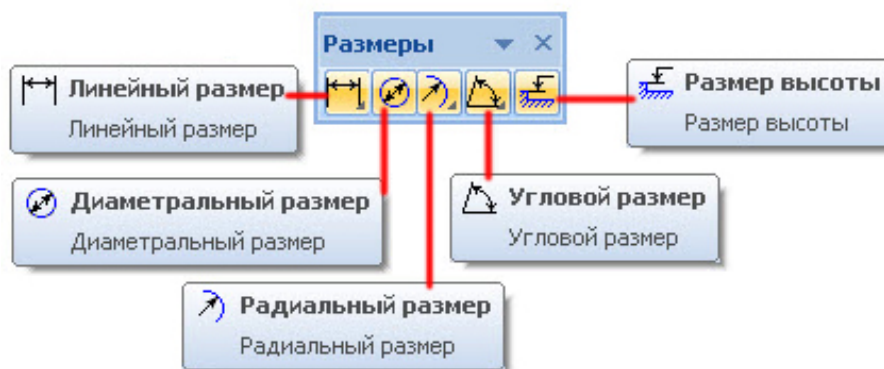 Размеры
Линейный размер
Линейный размер
Размер высоты
Размер высоты
Диаметральный размер
Диаметральный размер
Угловой размер
Угловой размер
Радиальный размер
Радиальный размер